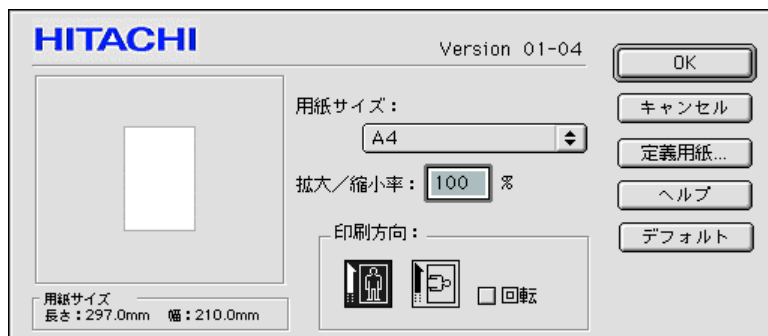 HITACHI
Version 01-04
OK
用紙サイズ：
キャンセル
A4
定義用紙...
拡大／縮小率： 100 %
ヘルプ
印刷方向：
デフォルト
回転
用紙サイズ
長さ：297.0mm 幅：210.0mm